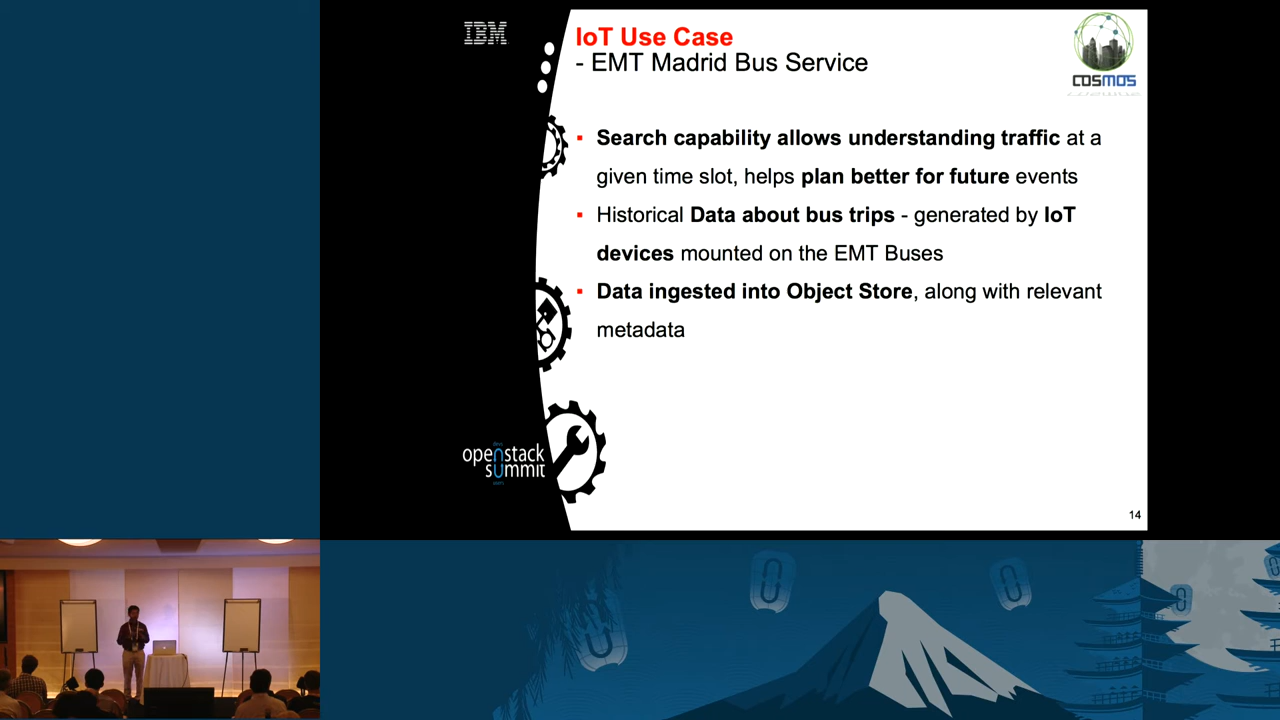 IBM
IoT Use Case
- EMT Madrid Bus Service
COSMOS
Search capability allows understanding traffic at a
given time slot, helps plan better for future events
Historical Data about bus trips - generated by IoT
devices mounted on the EMT Buses
Data ingested into Object Store, along with relevant
metadata
openstack
summit
14